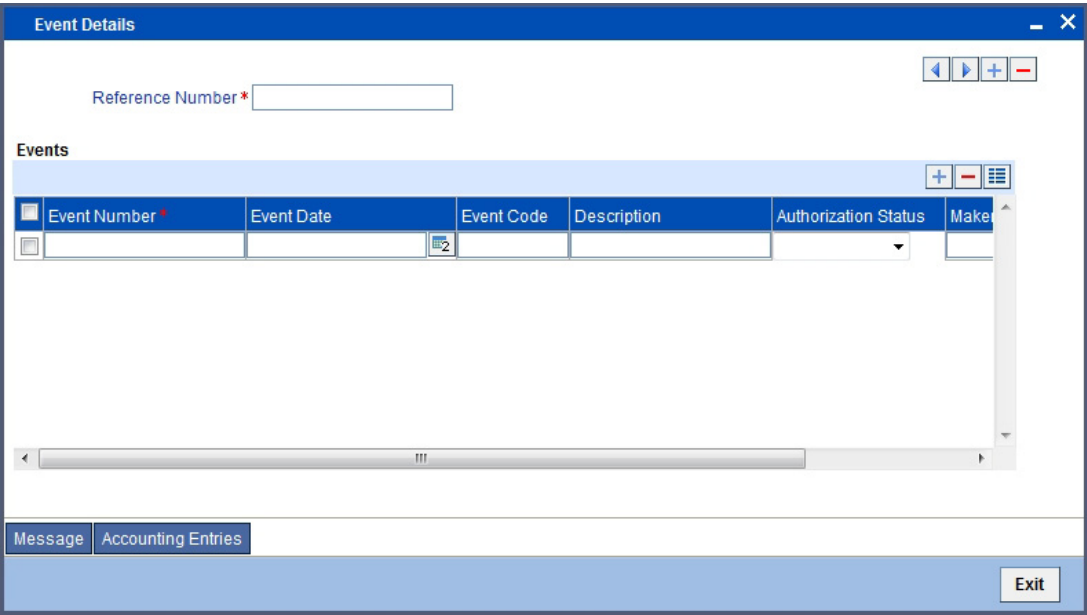 Event Details
Reference Number*
Events
Event Number* Event Date Event Code Description Authorization Status Maker
2
Message Accounting Entries
Exit